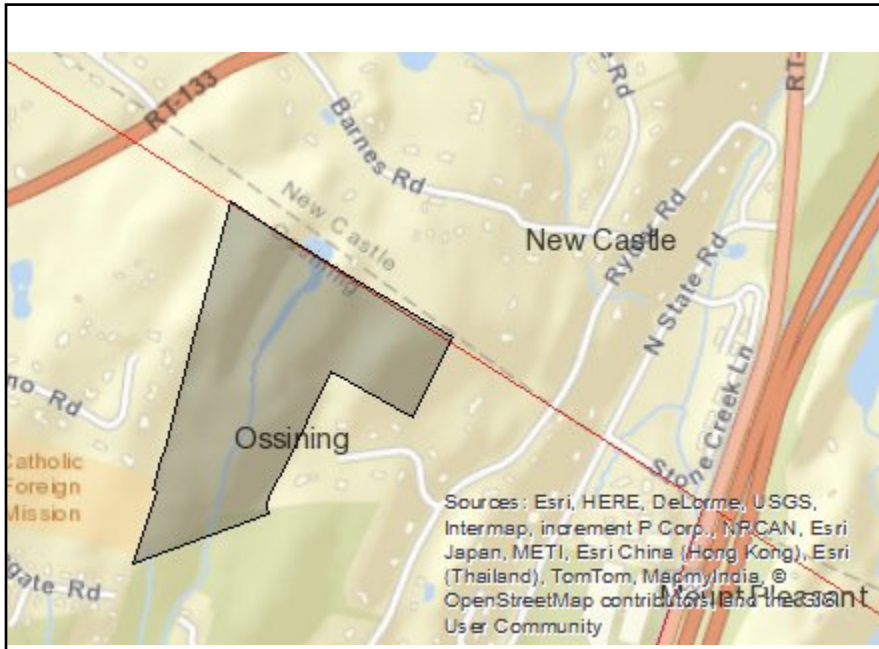 RT-133
Barnes Rd
Rd
RT-
New Castle
Ossining
New Castle
Ryder Rd
N State Rd
no Rd
Ossining
Catholic
Foreign
Mission
Stone Creek Ln
gate Rd
Sources: Esri, HERE, DeLorme, USGS,
Intermap, increment P Corp., NRCAN, Esri
Japan, METI, Esri China (Hong Kong), Esri
(Thailand), TomTom, MapmyIndia, ©
OpenStreetMap contributors, and the GIS
User Community
Mount Pleasant